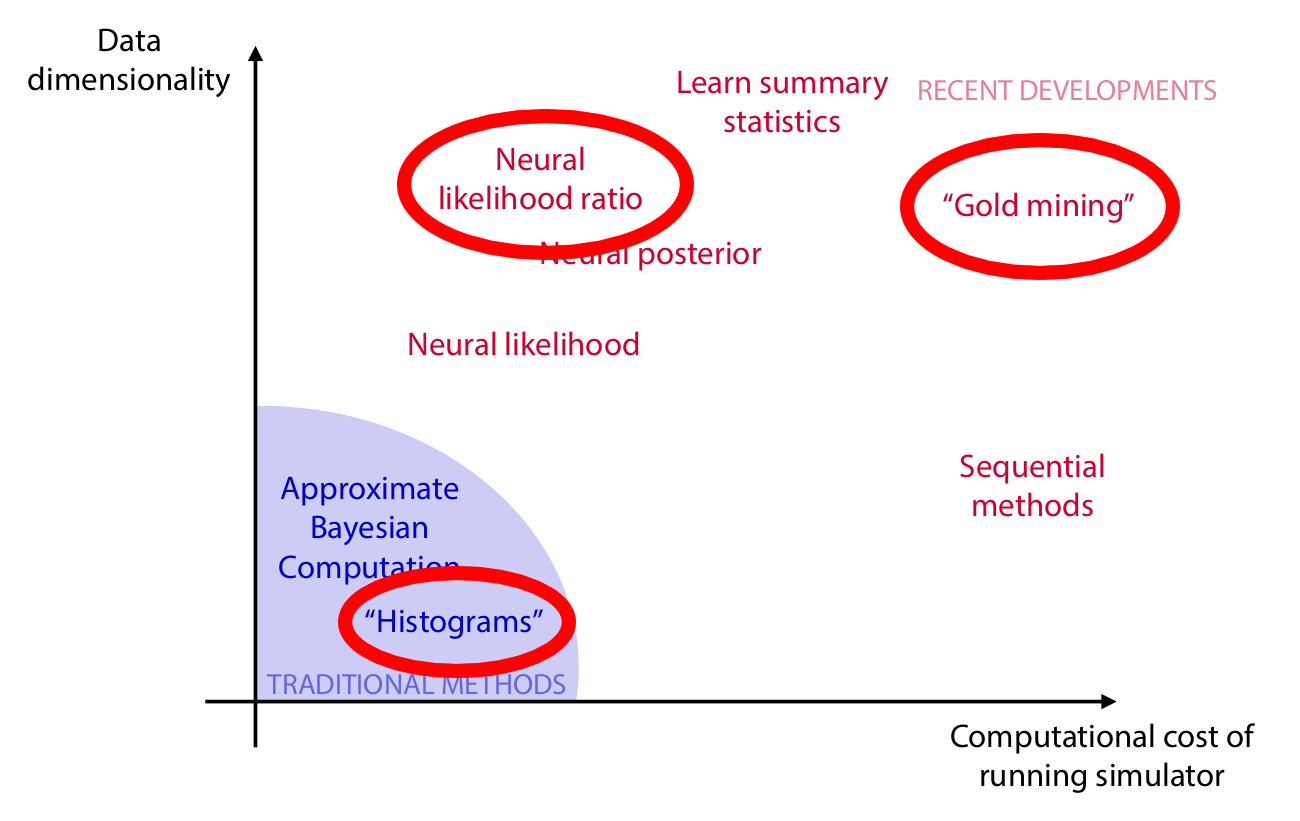 Data
dimensionality
Learn summary
statistics
RECENT DEVELOPMENTS
Neural
likelihood ratio
“Gold mining”
Neural posterior
Neural likelihood
Approximate
Bayesian
Computation
“Histograms”
TRADITIONAL METHODS
Sequential
methods
Computational cost of
running simulator